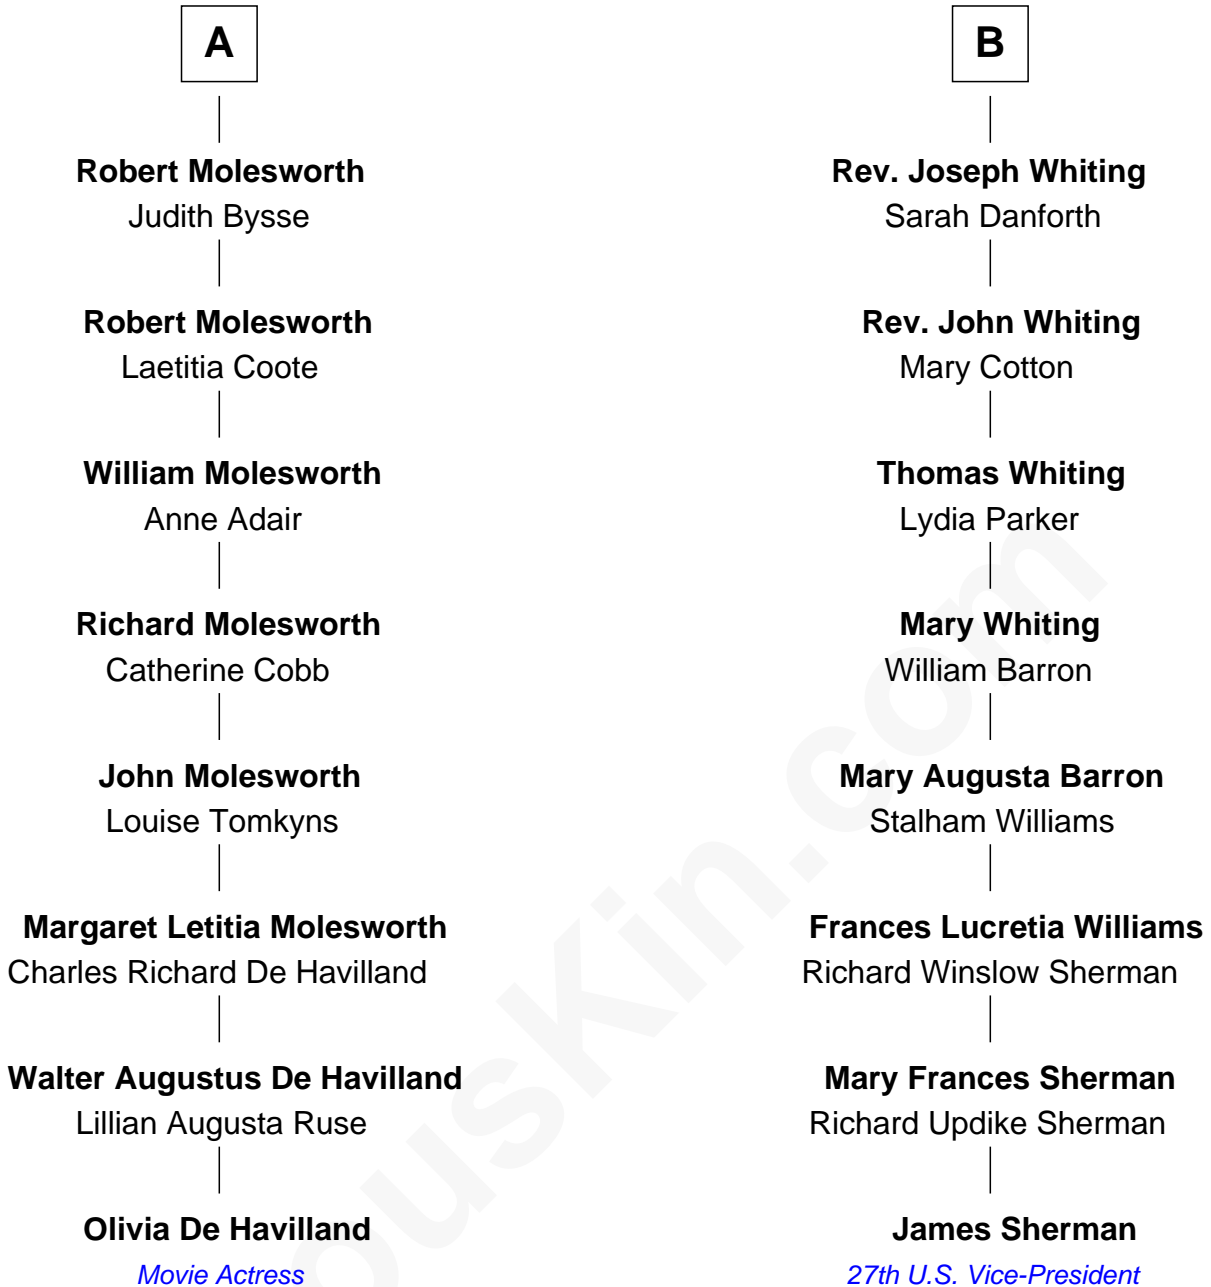 A
Robert Molesworth
Judith Bysse
Robert Molesworth
Laetitia Coote
William Molesworth
Anne Adair
Richard Molesworth
Catherine Cobb
John Molesworth
Louise Tomkyns
Margaret Letitia Molesworth
Charles Richard De Havilland
Walter Augustus De Havilland
Lillian Augusta Ruse
Olivia De Havilland
Movie Actress
B
Rev. Joseph Whiting
Sarah Danforth
Rev. John Whiting
Mary Cotton
Thomas Whiting
Lydia Parker
Mary Whiting
William Barron
Mary Augusta Barron
Stalham Williams
Frances Lucretia Williams
Richard Winslow Sherman
Mary Frances Sherman
Richard Updike Sherman
James Sherman
27th U.S. Vice-President
ousKin.com